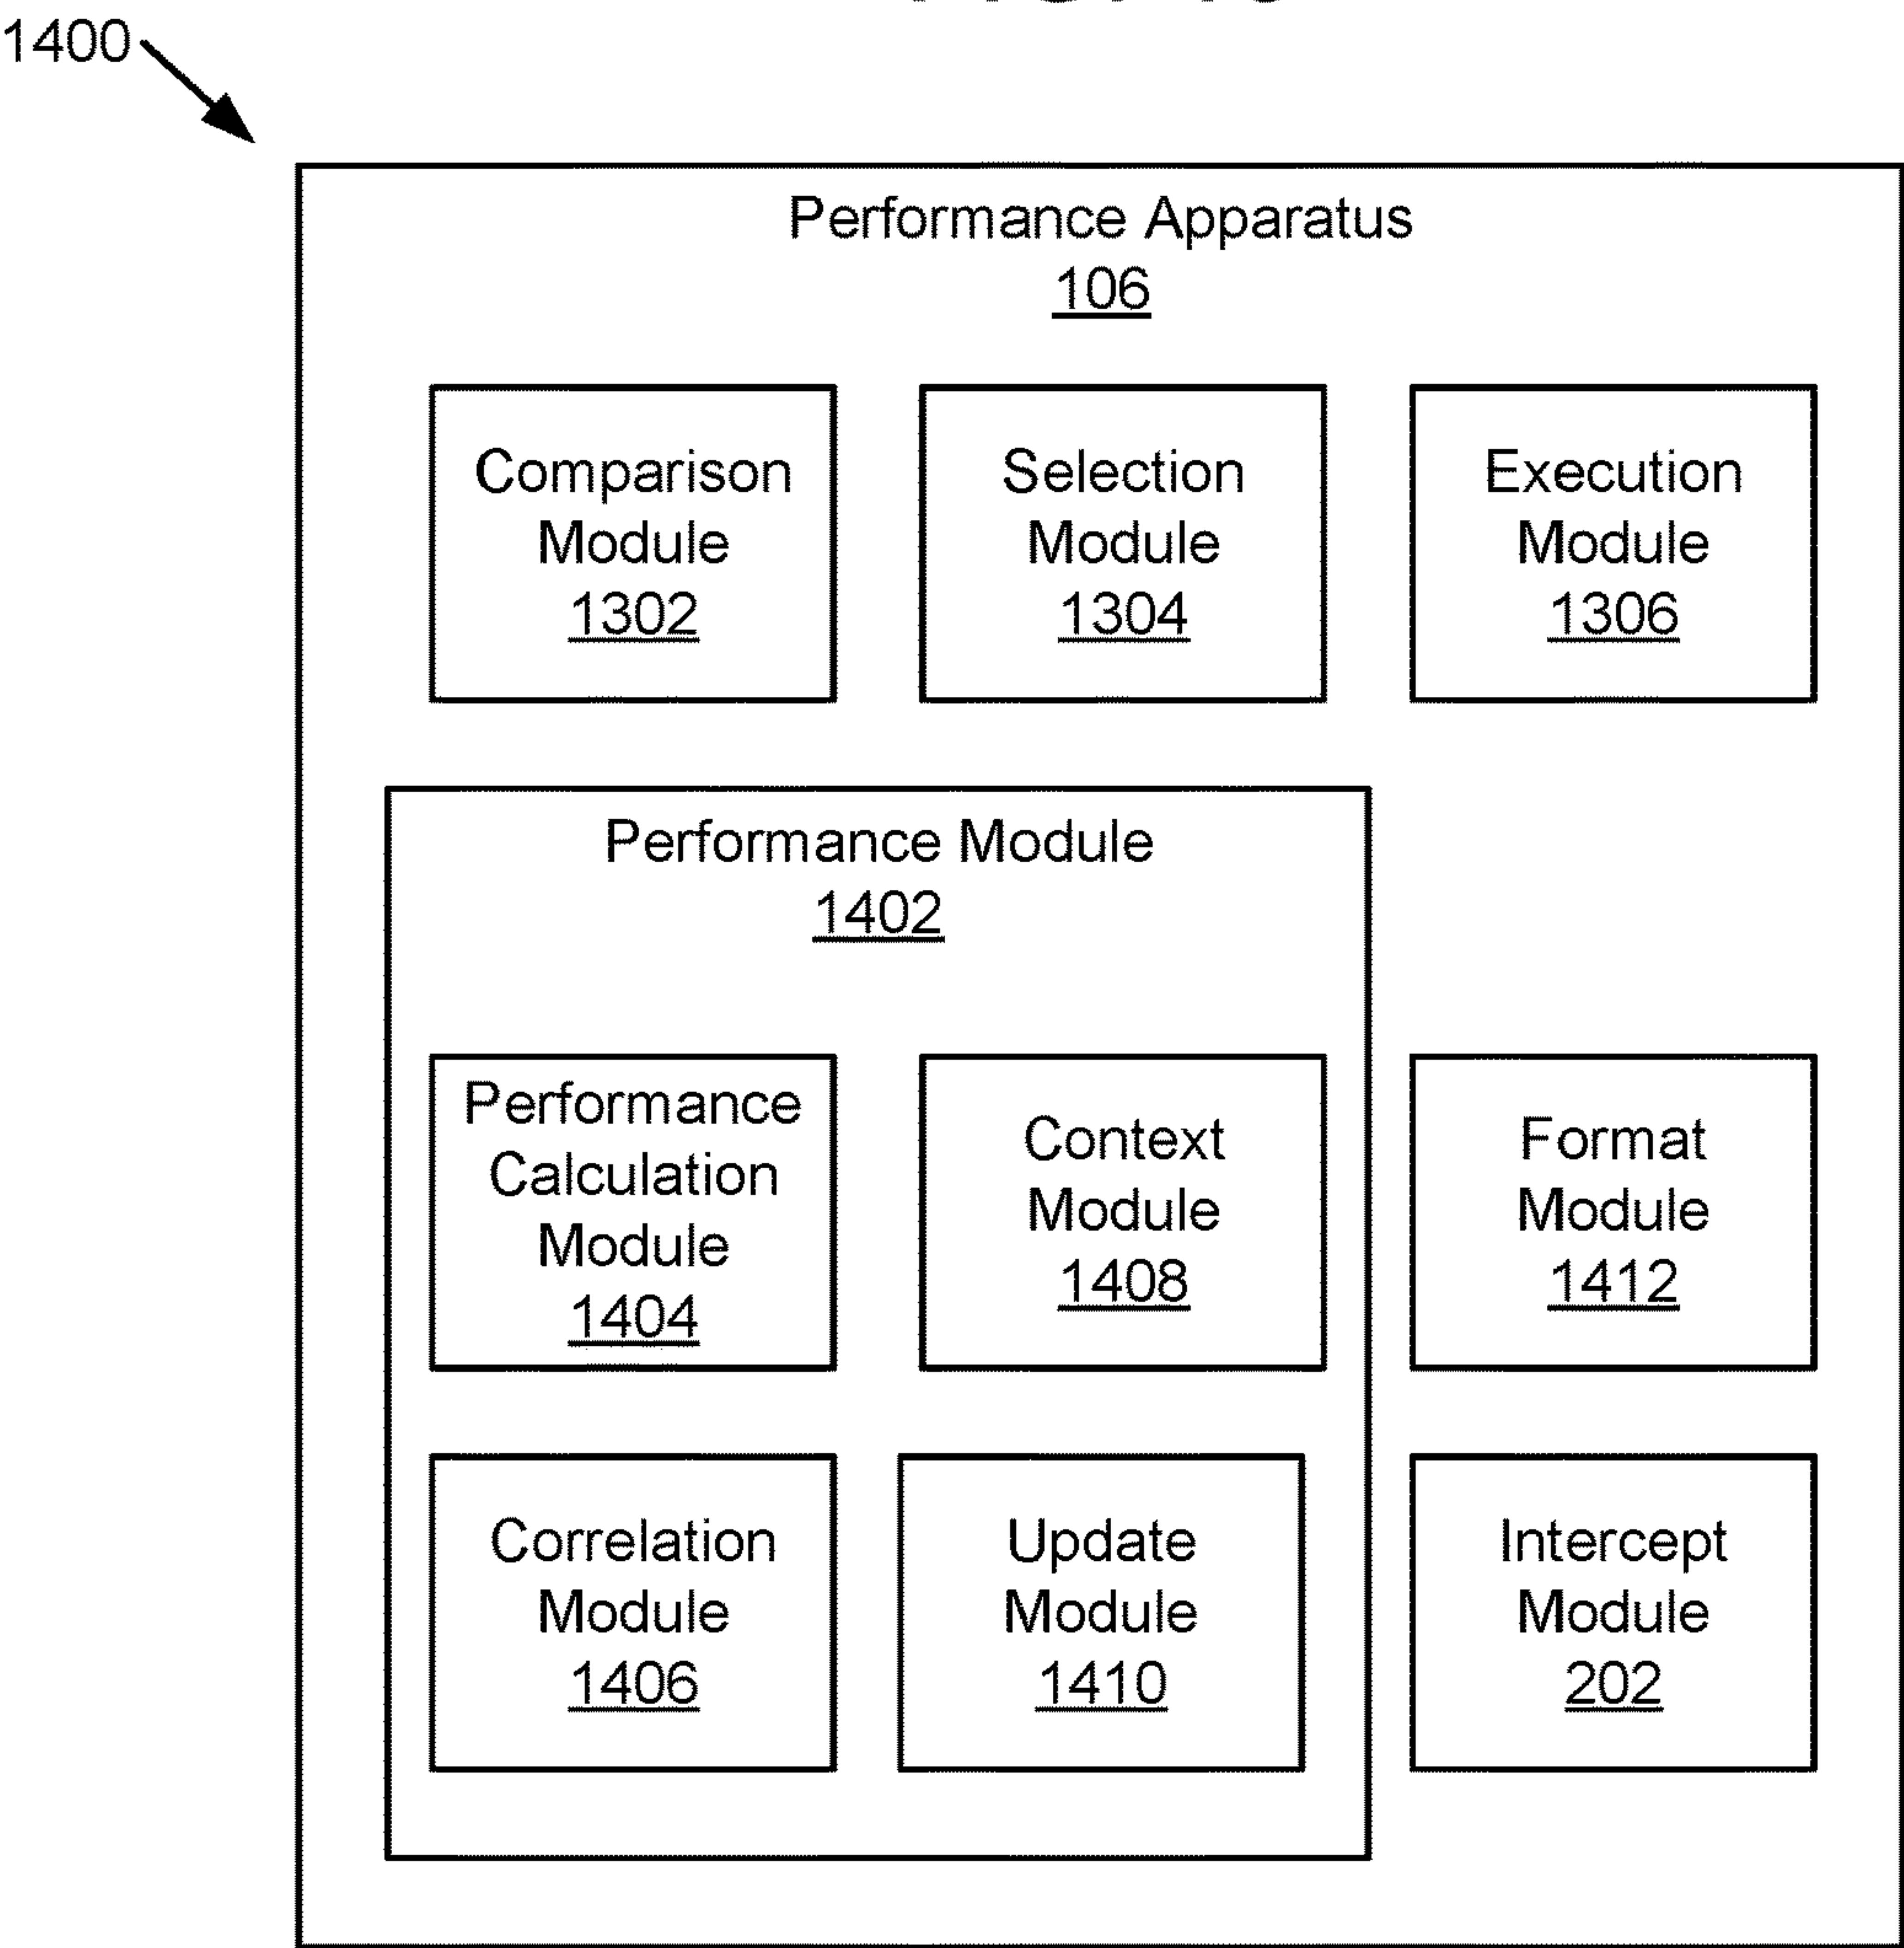 1400
Performance Apparatus
106
Comparison
Module
1302
Selection
Module
1304
Execution
Module
1306
Performance Module
1402
Performance
Calculation
Module
1404
Context
Module
1408
Format
Module
1412
Correlation
Module
1406
Update
Module
1410
Intercept
Module
202